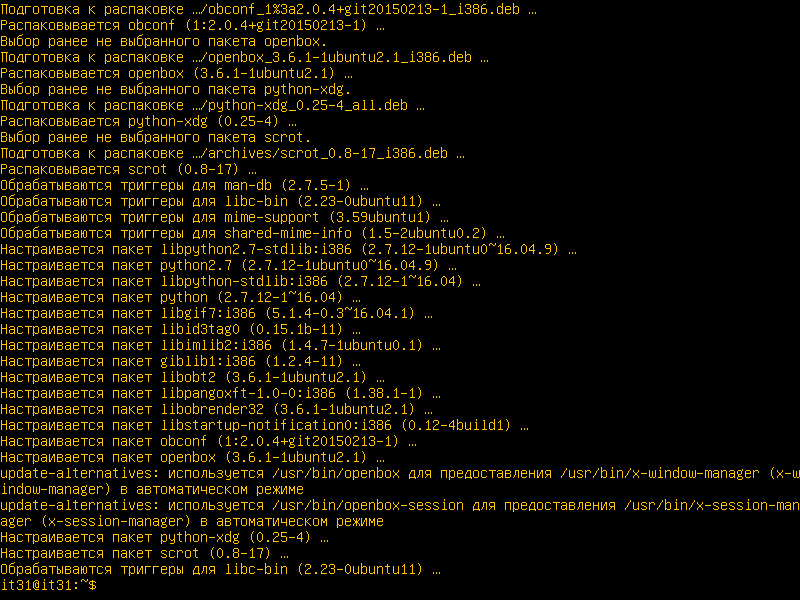 Подготовка к распаковке …/obconf_1%3a2.0.4+git20150213-1_i386.deb …
Распаковывается obconf (1:2.0.4+git20150213-1) …
Выбор ранее не выбранного пакета openbox.
Подготовка к распаковке …/openbox_3.6.1-1ubuntu2.1_i386.deb …
Распаковывается openbox (3.6.1-1ubuntu2.1) …
Выбор ранее не выбранного пакета python-xdg.
Подготовка к распаковке …/python-xdg_0.25-4_all.deb …
Распаковывается python-xdg (0.25-4) …
Выбор ранее не выбранного пакета scrot.
Подготовка к распаковке …/archives/scrot_0.8-17_i386.deb …
Распаковывается scrot (0.8-17) …
Обрабатываются триггеры для man-db (2.7.5-1) …
Обрабатываются триггеры для libc-bin (2.23-0ubuntu11) …
Обрабатываются триггеры для mime-support (3.59ubuntu1) …
Обрабатываются триггеры для shared-mime-info (1.5-2ubuntu0.2) …
Настраивается пакет libpython2.7-stdlib:i386 (2.7.12-1ubuntu0~16.04.9) …
Настраивается пакет python2.7 (2.7.12-1ubuntu0~16.04.9) …
Настраивается пакет libpython-stdlib:i386 (2.7.12-1~16.04) …
Настраивается пакет python (2.7.12-1~16.04) …
Настраивается пакет libgif7:i386 (5.1.4-0.3~16.04.1) …
Настраивается пакет libid3tag0 (0.15.1b-11) …
Настраивается пакет libimlib2:i386 (1.4.7-1ubuntu0.1) …
Настраивается пакет giblib1:i386 (1.2.4-11) …
Настраивается пакет libobt2 (3.6.1-1ubuntu2.1) …
Настраивается пакет libpangoxft-1.0-0:i386 (1.38.1-1) …
Настраивается пакет libobrender32 (3.6.1-1ubuntu2.1) …
Настраивается пакет libstartup-notification0:i386 (0.12-4build1) …
Настраивается пакет obconf (1:2.0.4+git20150213-1) …
Настраивается пакет openbox (3.6.1-1ubuntu2.1) …
update-alternatives: используется /usr/bin/openbox для предоставления /usr/bin/x-window-manager (x-w
indow-manager) в автоматическом режиме
update-alternatives: используется /usr/bin/openbox-session для предоставления /usr/bin/x-session-man
ager (x-session-manager) в автоматическом режиме
Настраивается пакет python-xdg (0.25-4) …
Настраивается пакет scrot (0.8-17) …
Обрабатываются триггеры для libc-bin (2.23-0ubuntu11) …
it31@it31:~$